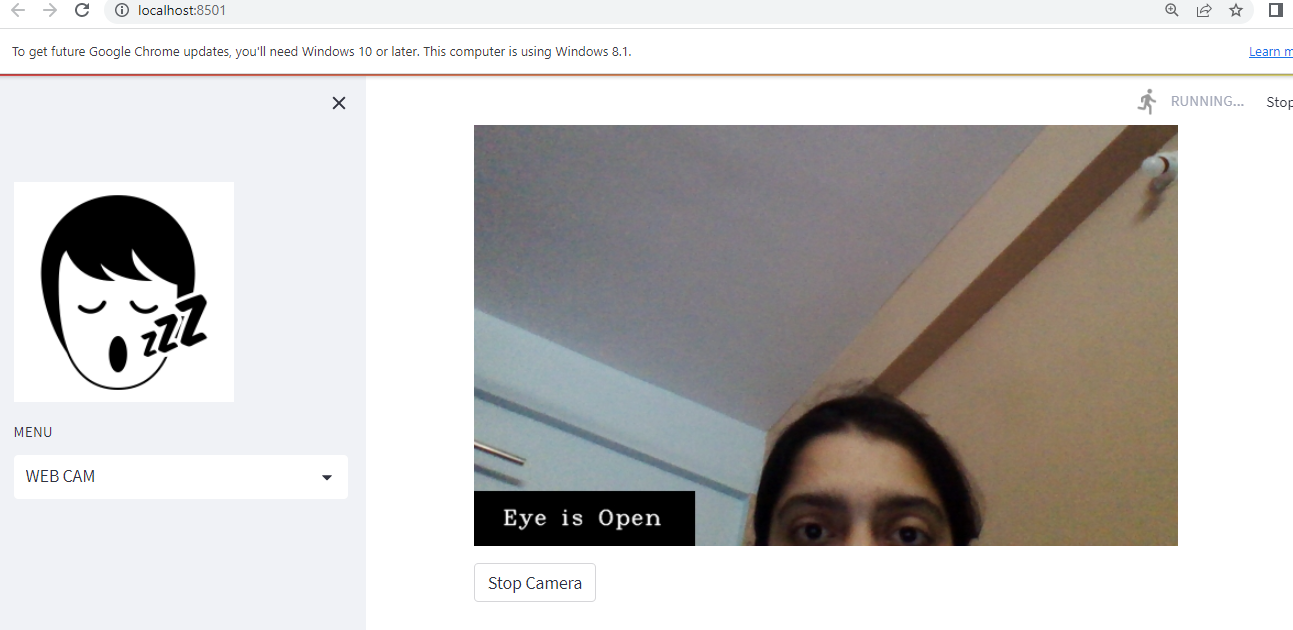 localhost:8501
To get future Google Chrome updates, you'll need Windows 10 or later. This computer is using Windows 8.1.
Learn m
RUNNING...
Stop
zzZ
MENU
WEB CAM
Eye is Open
Stop Camera